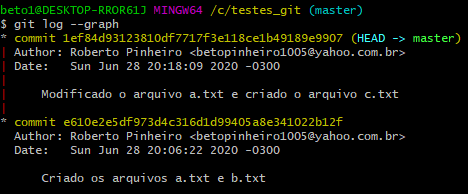 beto1@DESKTOP-RROR61J MINGW64 /c/testes_git (master)
$ git log --graph
* commit 1ef84d93123810df7717f3e118ce1b49189e9907 (HEAD -> master)
| Author: Roberto Pinheiro <betopinheiro1005@yahoo.com.br>
| Date:   Sun Jun 28 20:18:09 2020 -0300
|
|     Modificado o arquivo a.txt e criado o arquivo c.txt
|
* commit e610e2e5df973d4c316d1d99405a8e341022b12f
  Author: Roberto Pinheiro <betopinheiro1005@yahoo.com.br>
  Date:   Sun Jun 28 20:06:22 2020 -0300

      Criado os arquivos a.txt e b.txt